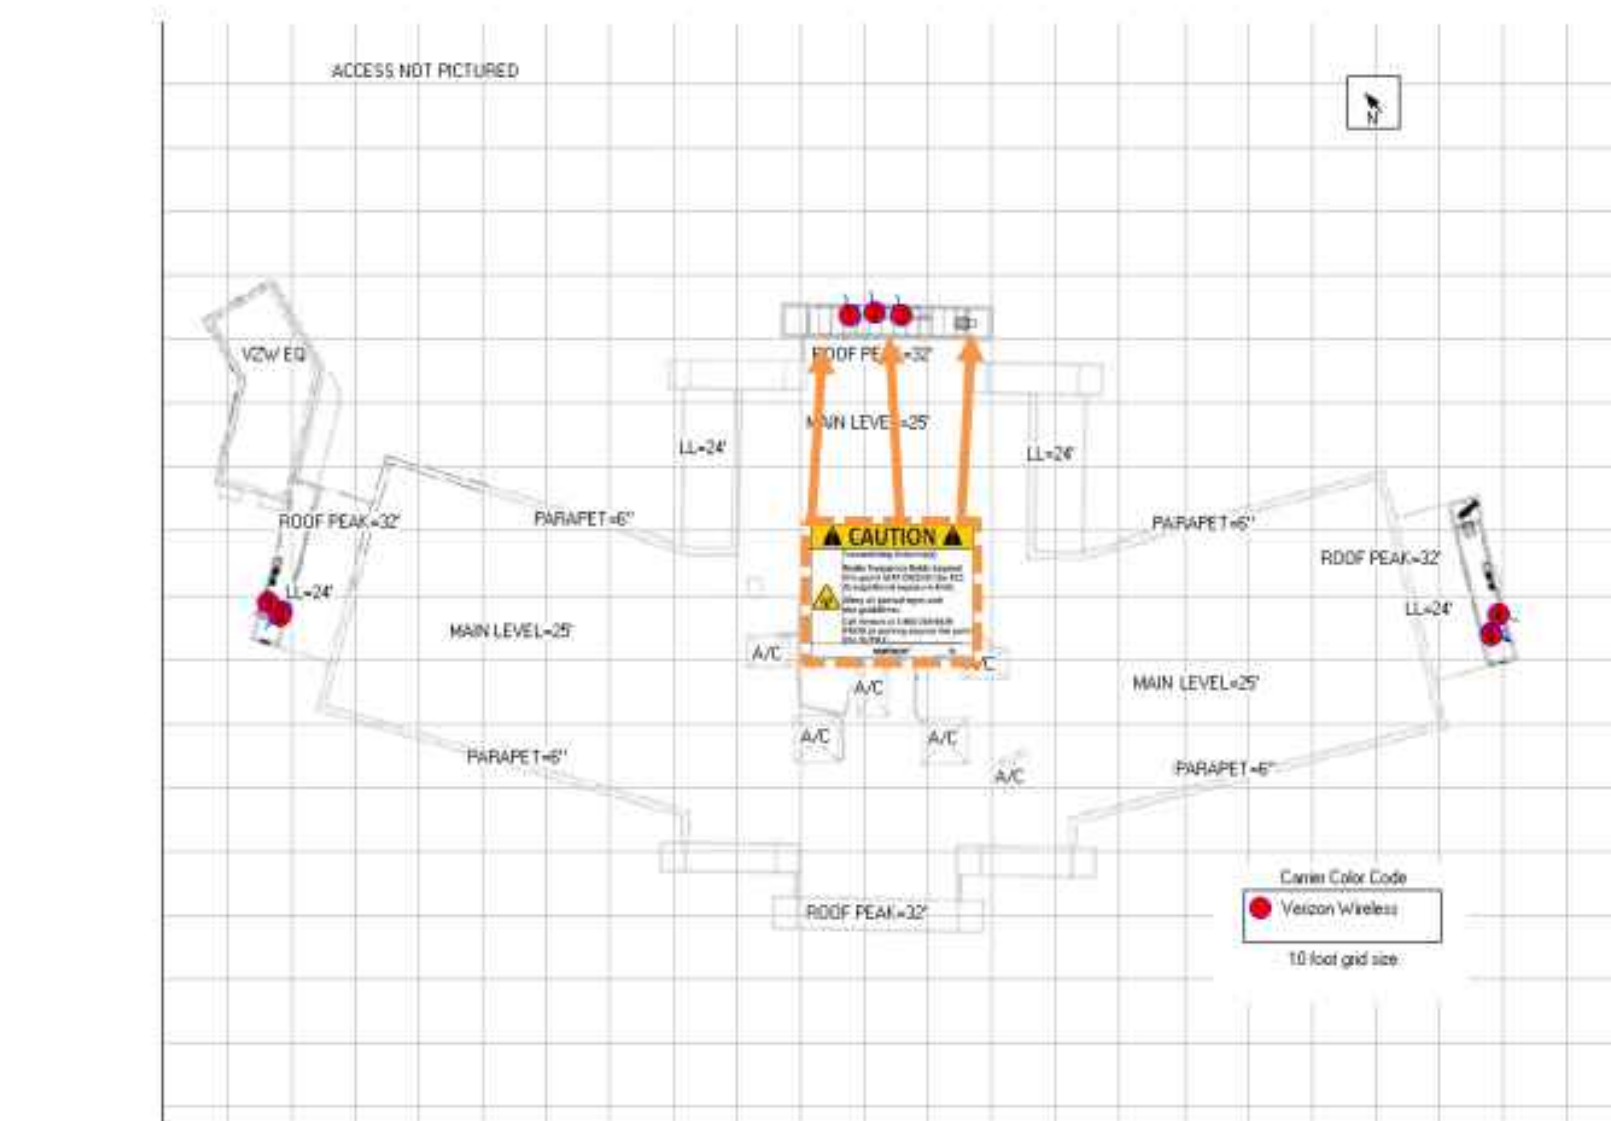 ACCESS NOT PICTURED
N
VZW EQ
ROOF PEAK=32'
MAIN LEVEL=25'
LL=24'
LL=24'
ROOF PEAK=32'
PARAPET=6"
PARAPET=6"
CAUTION
ROOF PEAK=32'
LL=24'
LL=24'
MAIN LEVEL=25'
A/C
A/C
A/C
MAIN LEVEL=25'
A/C
A/C
PARAPET=6"
PARAPET=6"
A/C
Carrier Color Code
Verizon Wireless
ROOF PEAK=32'
10 foot grid size